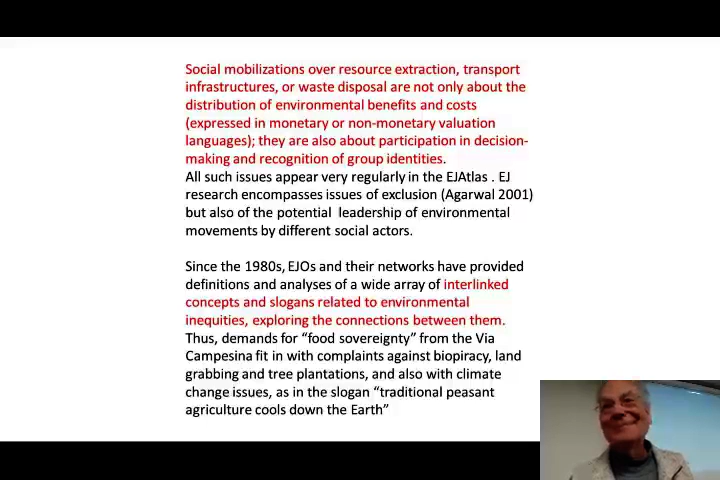 Social mobilizations over resource extraction, transport
infrastructures, or waste disposal are not only about the
distribution of environmental benefits and costs
(expressed in monetary or non-monetary valuation
languages); they are also about participation in decision-
making and recognition of group identities.
All such issues appear very regularly in the EJAtlas . EJ
research encompasses issues of exclusion (Agarwal 2001)
but also of the potential  leadership of environmental
movements by different social actors.
Since the 1980s, EJOs and their networks have provided
definitions and analyses of a wide array of interlinked
concepts and slogans related to environmental
inequities, exploring the connections between them.
Thus, demands for “food sovereignty” from the Via
Campesina fit in with complaints against biopiracy, land
grabbing and tree plantations, and also with climate
change issues, as in the slogan “traditional peasant
agriculture cools down the Earth”